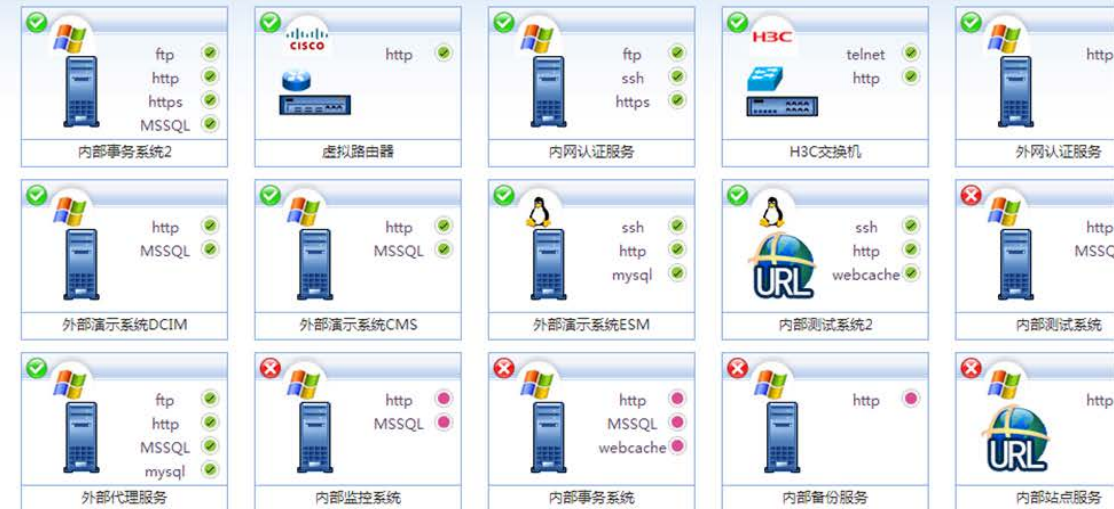 ftp
http
https
MSSQL
内部事务系统2
CISCO
http
虚拟路由器
ftp
ssh
https
内网认证服务
H3C
telnet
http
H3C交换机
http
外网认证服务
http
MSSQL
外部演示系统DCIM
http
MSSQL
外部演示系统CMS
ssh
http
mysql
外部演示系统ESM
ssh
http
webcache
URL
内部测试系统2
http
MSSQ
内部测试系统
ftp
http
MSSQL
mysql
外部代理服务
http
MSSQL
内部监控系统
http
MSSQL
webcache
内部事务系统
http
内部备份服务
http
URL
内部站点服务